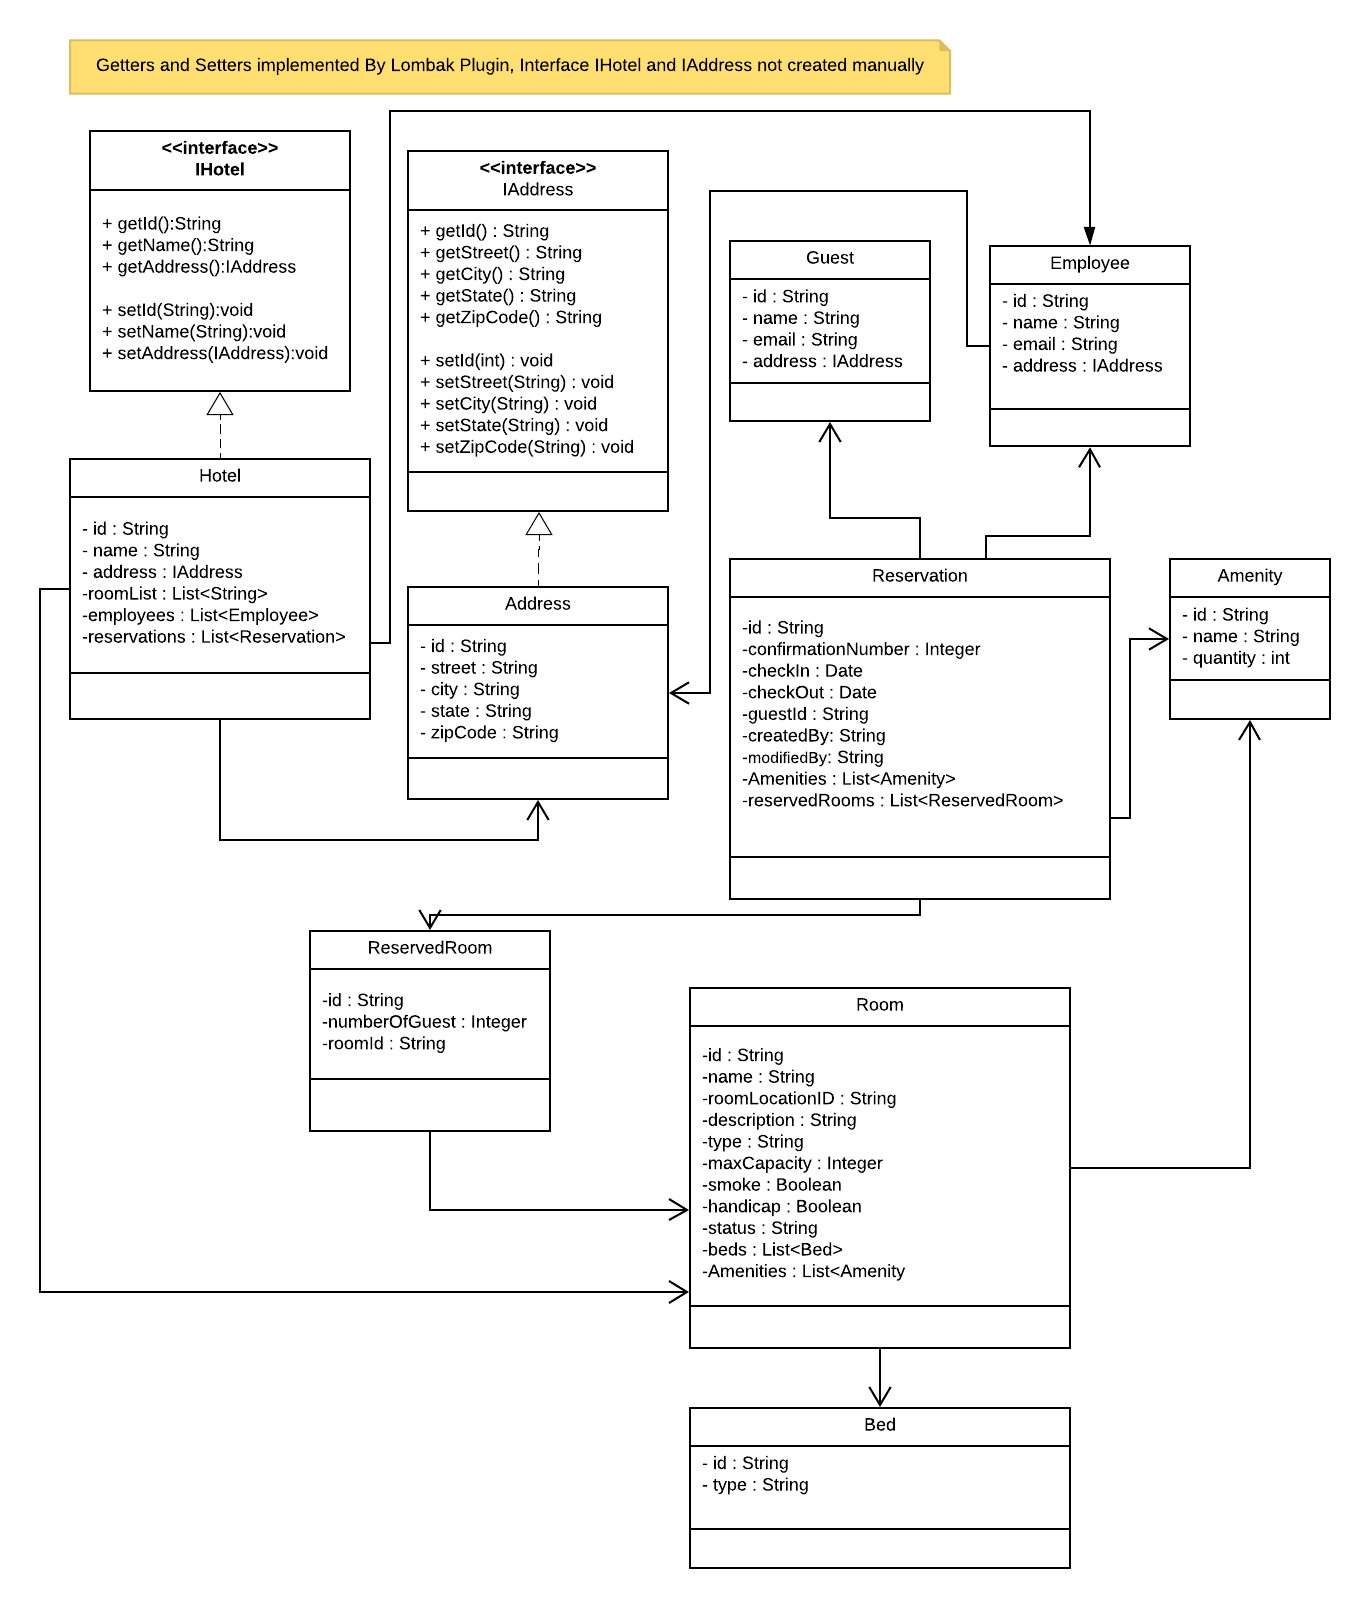 Getters and Setters implemented By Lombak Plugin, Interface IHotel and IAddress not created manually
<<interface>>
IHotel
+ getId():String
+ getName():String
+ getAddress():IAddress
+ setId(String):void
+ setName(String):void
+ setAddress(IAddress):void
<<interface>>
IAddress
+ getId() : String
+ getStreet() : String
+ getCity() : String
+ getState() : String
+ getZipCode() : String
+ setId(int) : void
+ setStreet(String) : void
+ setCity(String) : void
+ setState(String) : void
+ setZipCode(String) : void
Guest
- id : String
- name : String
- email : String
- address : IAddress
Employee
- id : String
- name : String
- email : String
- address : IAddress
Hotel
- id : String
- name : String
- address : IAddress
-roomList : List<String>
-employees : List<Employee>
-reservations : List<Reservation>
Address
- id : String
- street : String
- city : String
- state : String
- zipCode : String
Reservation
-id : String
-confirmationNumber : Integer
-checkIn : Date
-checkOut : Date
-guestId : String
-createdBy: String
-modifiedBy: String
-Amenities : List<Amenity>
-reservedRooms : List<ReservedRoom>
Amenity
- id : String
- name : String
- quantity : int
ReservedRoom
-id : String
-numberOfGuest : Integer
-roomId : String
Room
-id : String
-name : String
-roomLocationID : String
-description : String
-type : String
-maxCapacity : Integer
-smoke : Boolean
-handicap : Boolean
-status : String
-beds : List<Bed>
-Amenities : List<Amenity
Bed
- id : String
- type : String